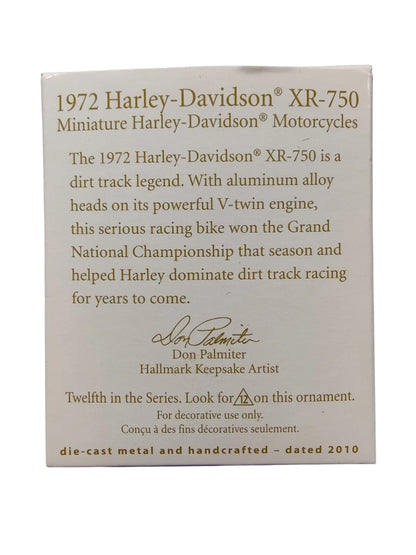 1972 Harley-Davidson® XR-750
Miniature Harley-Davidson® Motorcycles
The 1972 Harley-Davidson® XR-750 is a
dirt track legend. With aluminum alloy
heads on its powerful V-twin engine,
this serious racing bike won the Grand
National Championship that season and
helped Harley dominate dirt track racing
for years to come.
Don Palmiter
Don Palmiter
Hallmark Keepsake Artist
Twelfth in the Series. Look for 12 on this ornament.
For decorative use only.
Conçu à des fins décoratives seulement.
die-cast metal and handcrafted – dated 2010